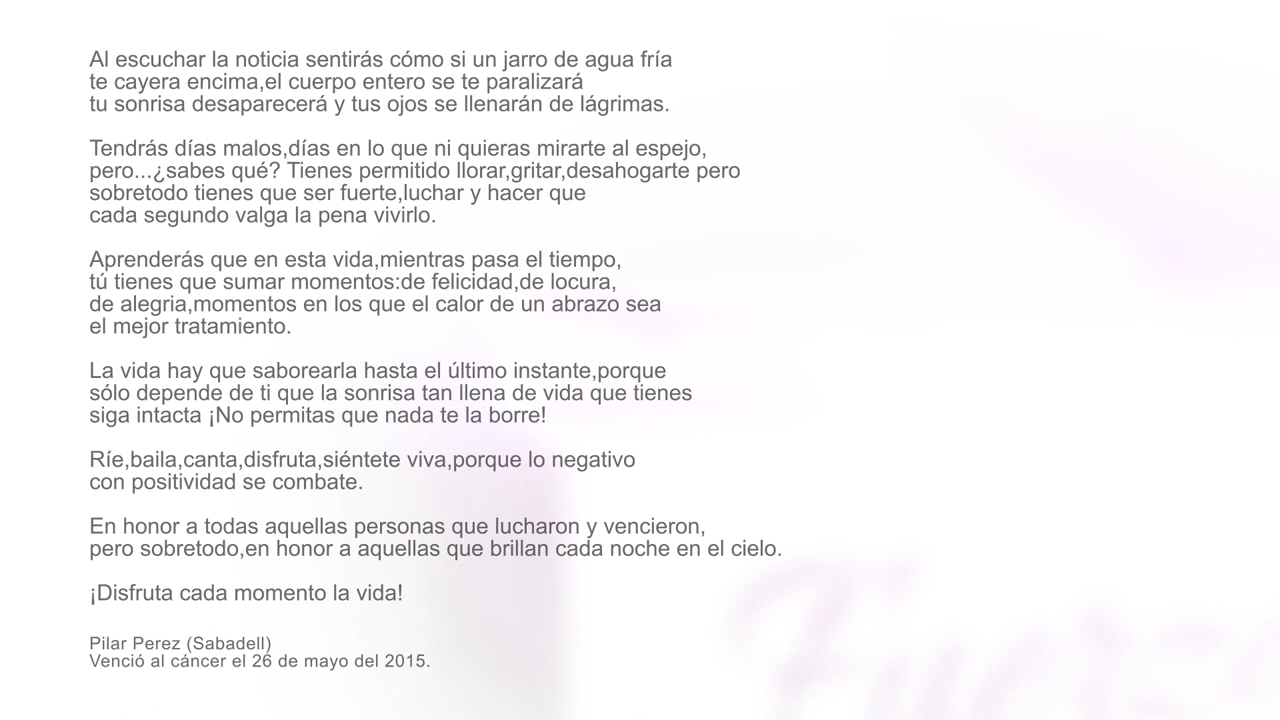 Al escuchar la noticia sentirás cómo si un jarro de agua fría
te cayera encima,el cuerpo entero se te paralizará
tu sonrisa desaparecerá y tus ojos se llenarán de lágrimas.
Tendrás días malos,días en lo que ni quieras mirarte al espejo,
pero...¿sabes qué? Tienes permitido llorar,gritar,desahogarte pero
sobretodo tienes que ser fuerte,luchar y hacer que
cada segundo valga la pena vivirlo.
Aprenderás que en esta vida,mientras pasa el tiempo,
tú tienes que sumar momentos:de felicidad,de locura,
de alegria,momentos en los que el calor de un abrazo sea
el mejor tratamiento.
La vida hay que saborearla hasta el último instante,porque
sólo depende de ti que la sonrisa tan llena de vida que tienes
siga intacta ¡No permitas que nada te la borre!
Ríe,baila,canta,disfruta,siéntete viva,porque lo negativo
con positividad se combate.
En honor a todas aquellas personas que lucharon y vencieron,
pero sobretodo,en honor a aquellas que brillan cada noche en el cielo.
¡Disfruta cada momento la vida!
Pilar Perez (Sabadell)
Venció al cáncer el 26 de mayo del 2015.